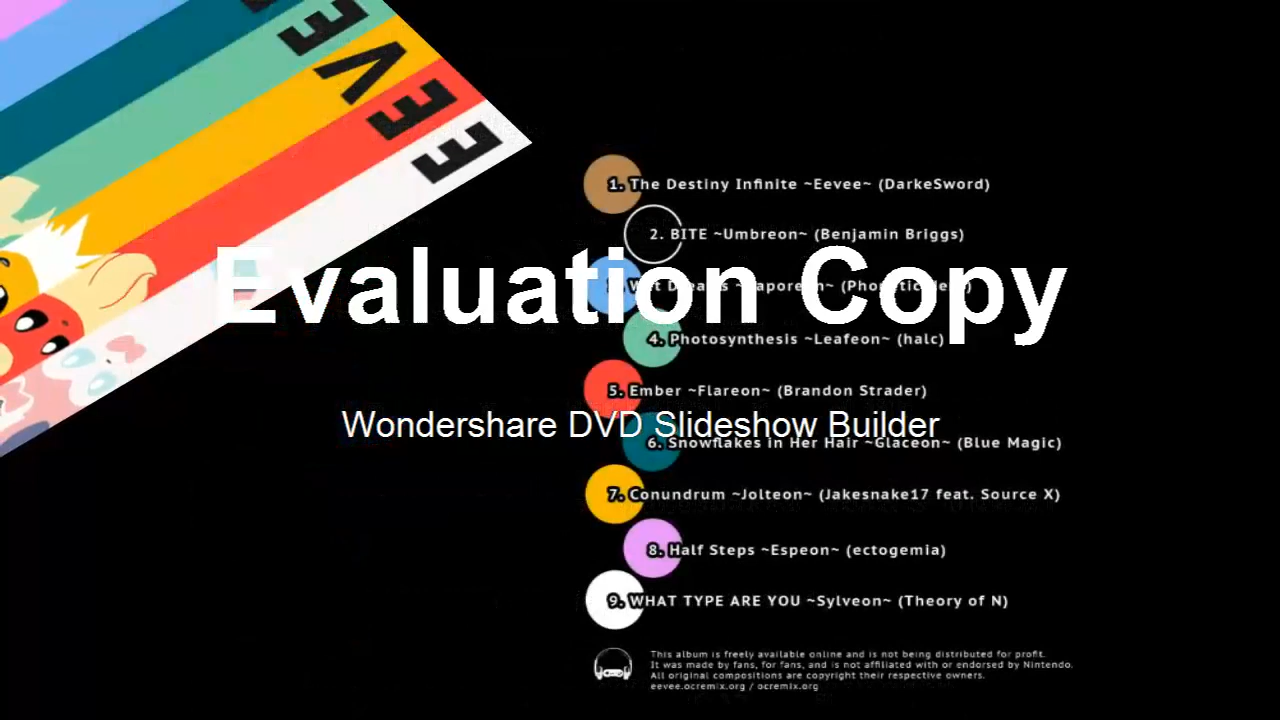 EEVEE
1. The Destiny Infinite ~Eevee~ (DarkeSword)
2. BITE ~Umbreon~ (Benjamin Briggs)
Evaluation Copy
4. Photosynthesis ~Leafeon~ (halc)
5. Ember ~Flareon~ (Brandon Strader)
Wondershare DVD Slideshow Builder
6. Snowflakes in Her Hair ~Glaceon~ (Blue Magic)
7. Conundrum ~Jolteon~ (Jakesnake17 feat. Source X)
8. Half Steps ~Espeon~ (ectogemia)
9. WHAT TYPE ARE YOU ~Sylveon~ (Theory of N)
This album is freely available online and is not being distributed for profit.
It was made by fans, for fans, and is not affiliated with or endorsed by Nintendo.
All original compositions are copyright their respective owners.
eevee.ocremix.org / ocremix.org